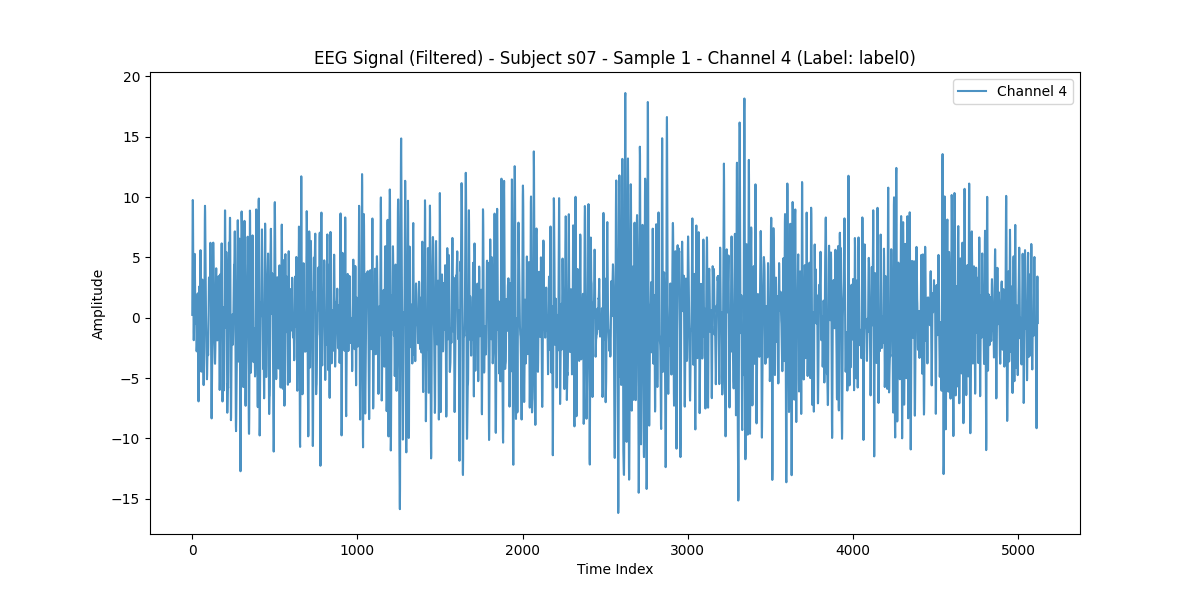 EEG Signal (Filtered) - Subject s07 - Sample 1 - Channel 4 (Label: label0)
Channel 4
20
15
10
5
0
−5
−10
−15
Amplitude
0 1000 2000 3000 4000 5000
Time Index